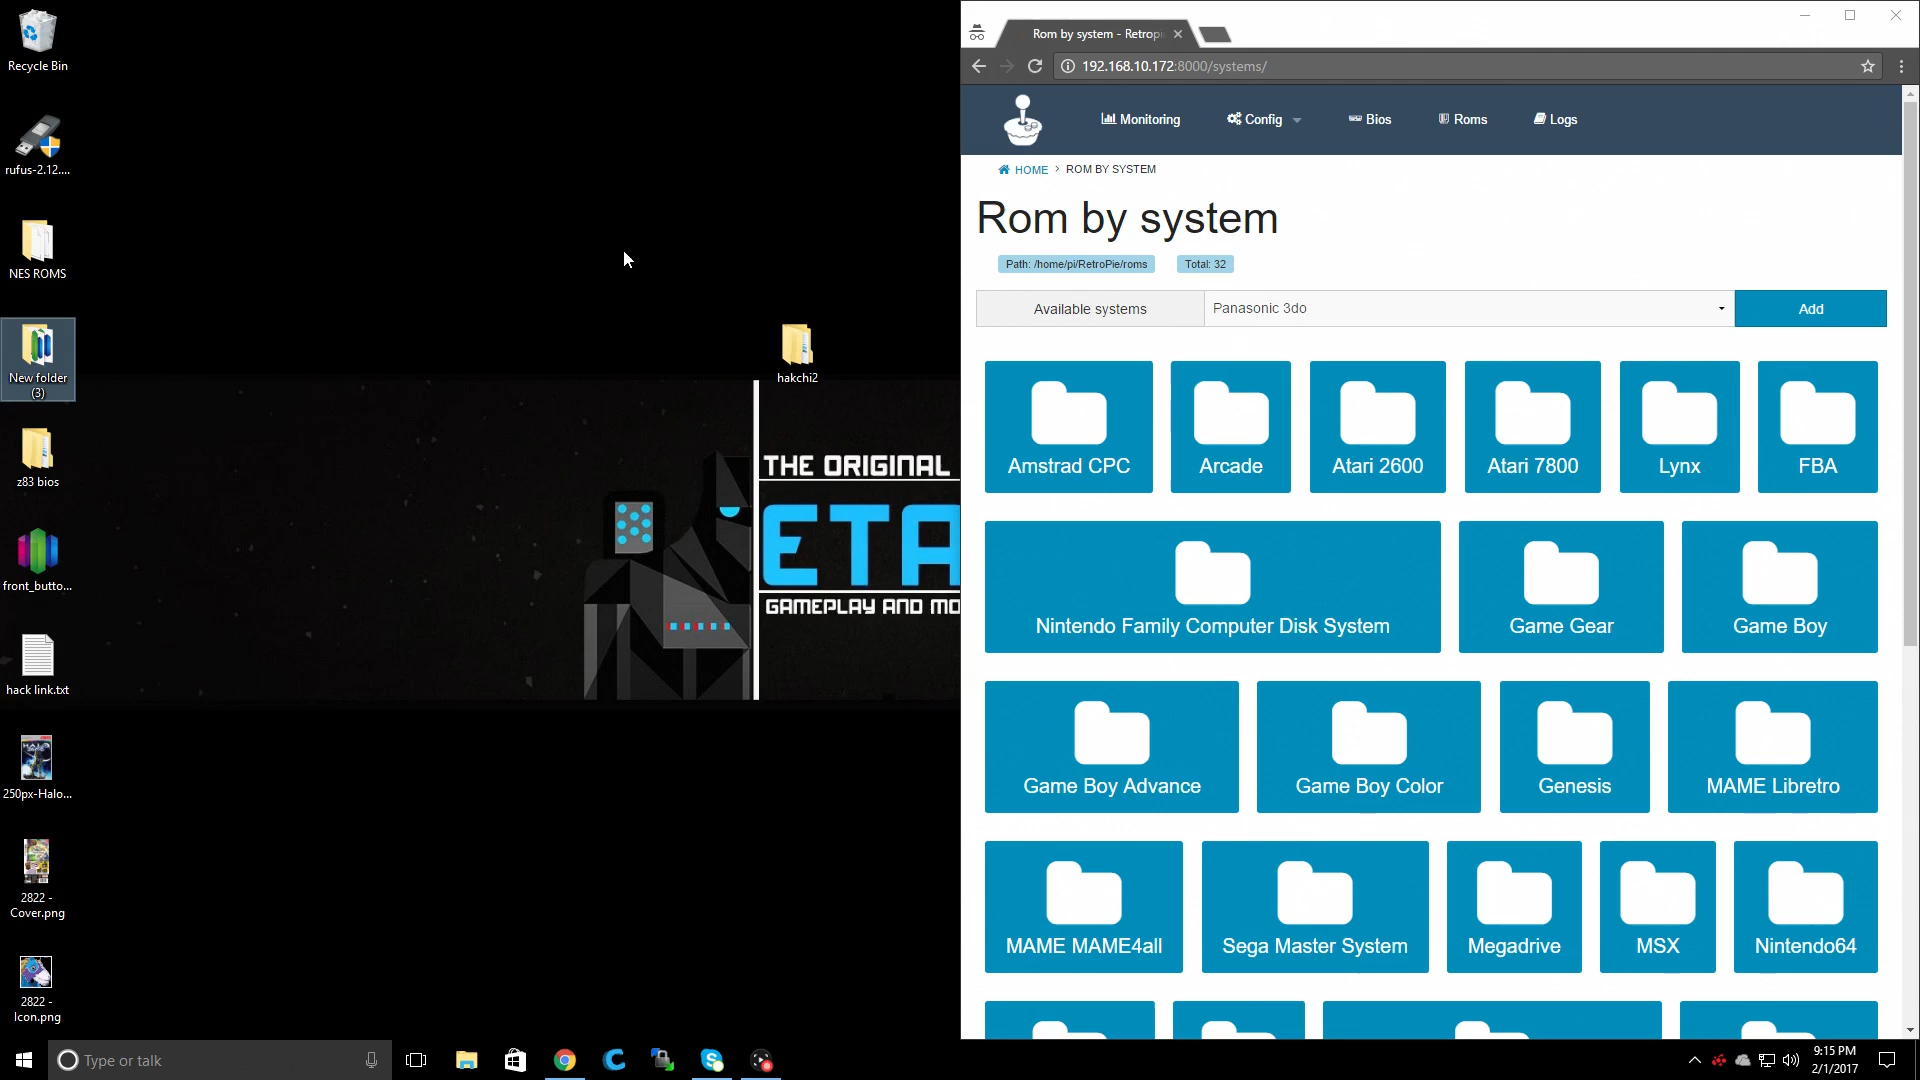 Recycle Bin
rufus-2.12....
NES ROMS
New folder
(3)
z83 bios
front_butto...
hack link.txt
250px-Halo...
2822 -
Cover.png
2822 -
Icon.png
hakchi2
THE ORIGINAL
ETA
GAMEPLAY AND MO
Type or talk
Rom by system - Retropi
192.168.10.172:8000/systems/
Monitoring
Config
Bios
Roms
Logs
HOME > ROM BY SYSTEM
Rom by system
Path: /home/pi/RetroPie/roms
Total: 32
Available systems
Panasonic 3do
Add
Amstrad CPC
Arcade
Atari 2600
Atari 7800
Lynx
FBA
Nintendo Family Computer Disk System
Game Gear
Game Boy
Game Boy Advance
Game Boy Color
Genesis
MAME Libretro
MAME MAME4all
Sega Master System
Megadrive
MSX
Nintendo64
9:15 PM
2/1/2017